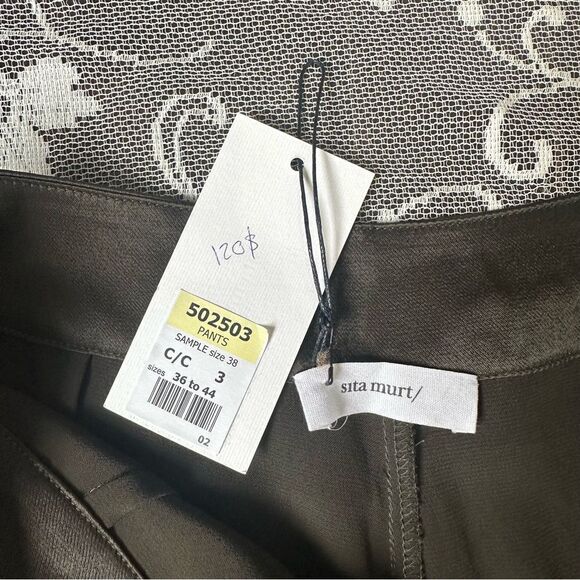 120$
502503
PANTS
SAMPLE size 38
C/C 3
sizes 36 to 44
02
sita murt/